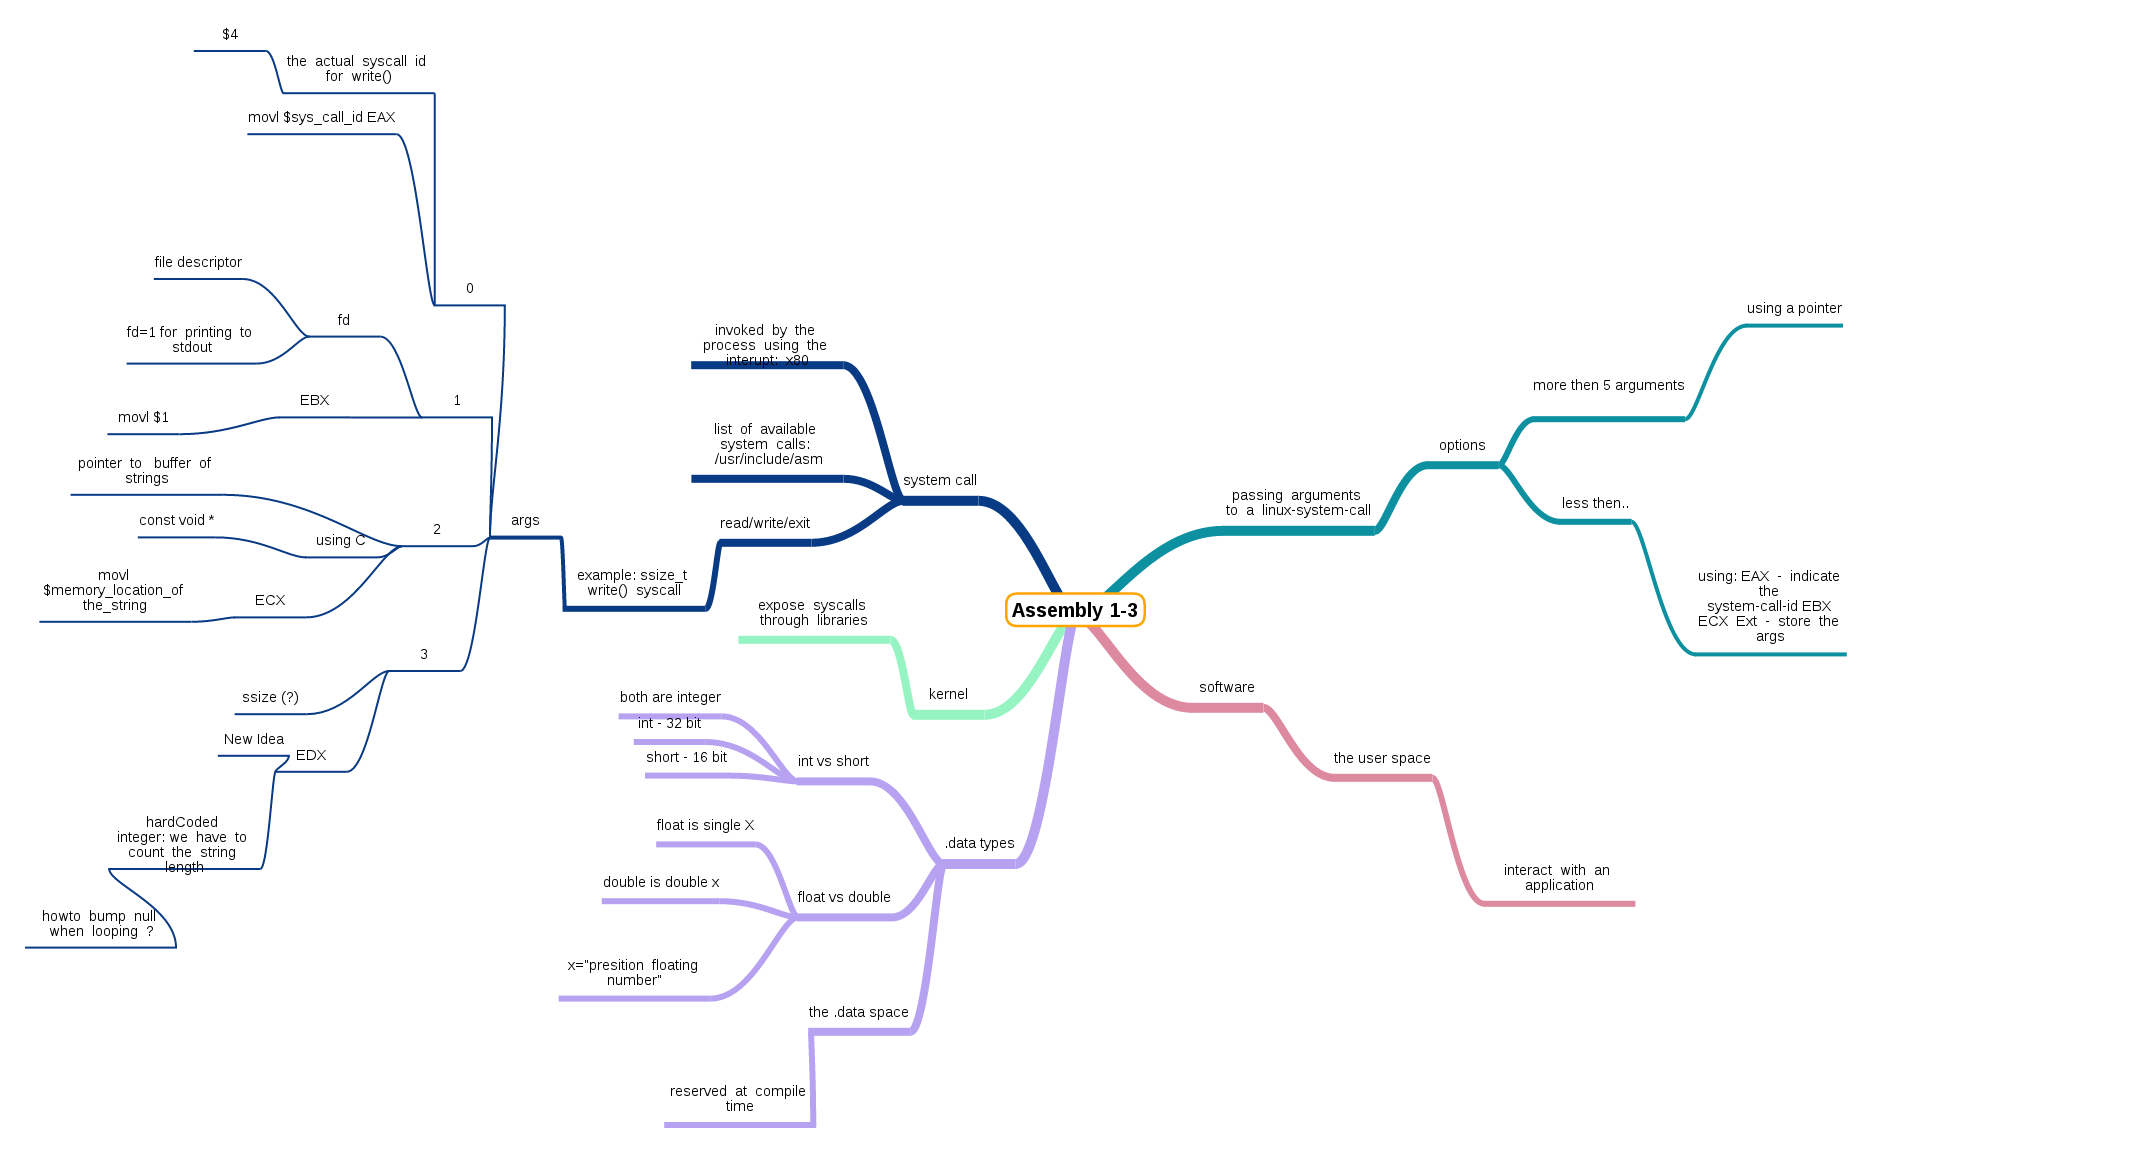 $4
the actual syscall id
for write()
movl $sys_call_id EAX
0
file descriptor
fd
fd=1 for printing to
stdout
EBX
1
movl $1
pointer to buffer of
strings
const void *
using C
2
movl
$memory_location_of
the_string
ECX
3
ssize (?)
New Idea
EDX
hardCoded
integer: we have to
count the string
length
howto bump null
when looping ?
args
example: ssize_t
write() syscall
invoked by the
process using the
interupt: x80
list of available
system calls:
/usr/include/asm
system call
read/write/exit
Assembly 1-3
expose syscalls
through libraries
kernel
both are integer
int - 32 bit
short - 16 bit
int vs short
float is single X
.data types
double is double x
float vs double
x="presition floating
number"
the .data space
reserved at compile
time
using a pointer
more then 5 arguments
options
passing arguments
to a linux-system-call
less then..
using: EAX - indicate
the
system-call-id EBX
ECX Ext - store the
args
software
the user space
interact with an
application